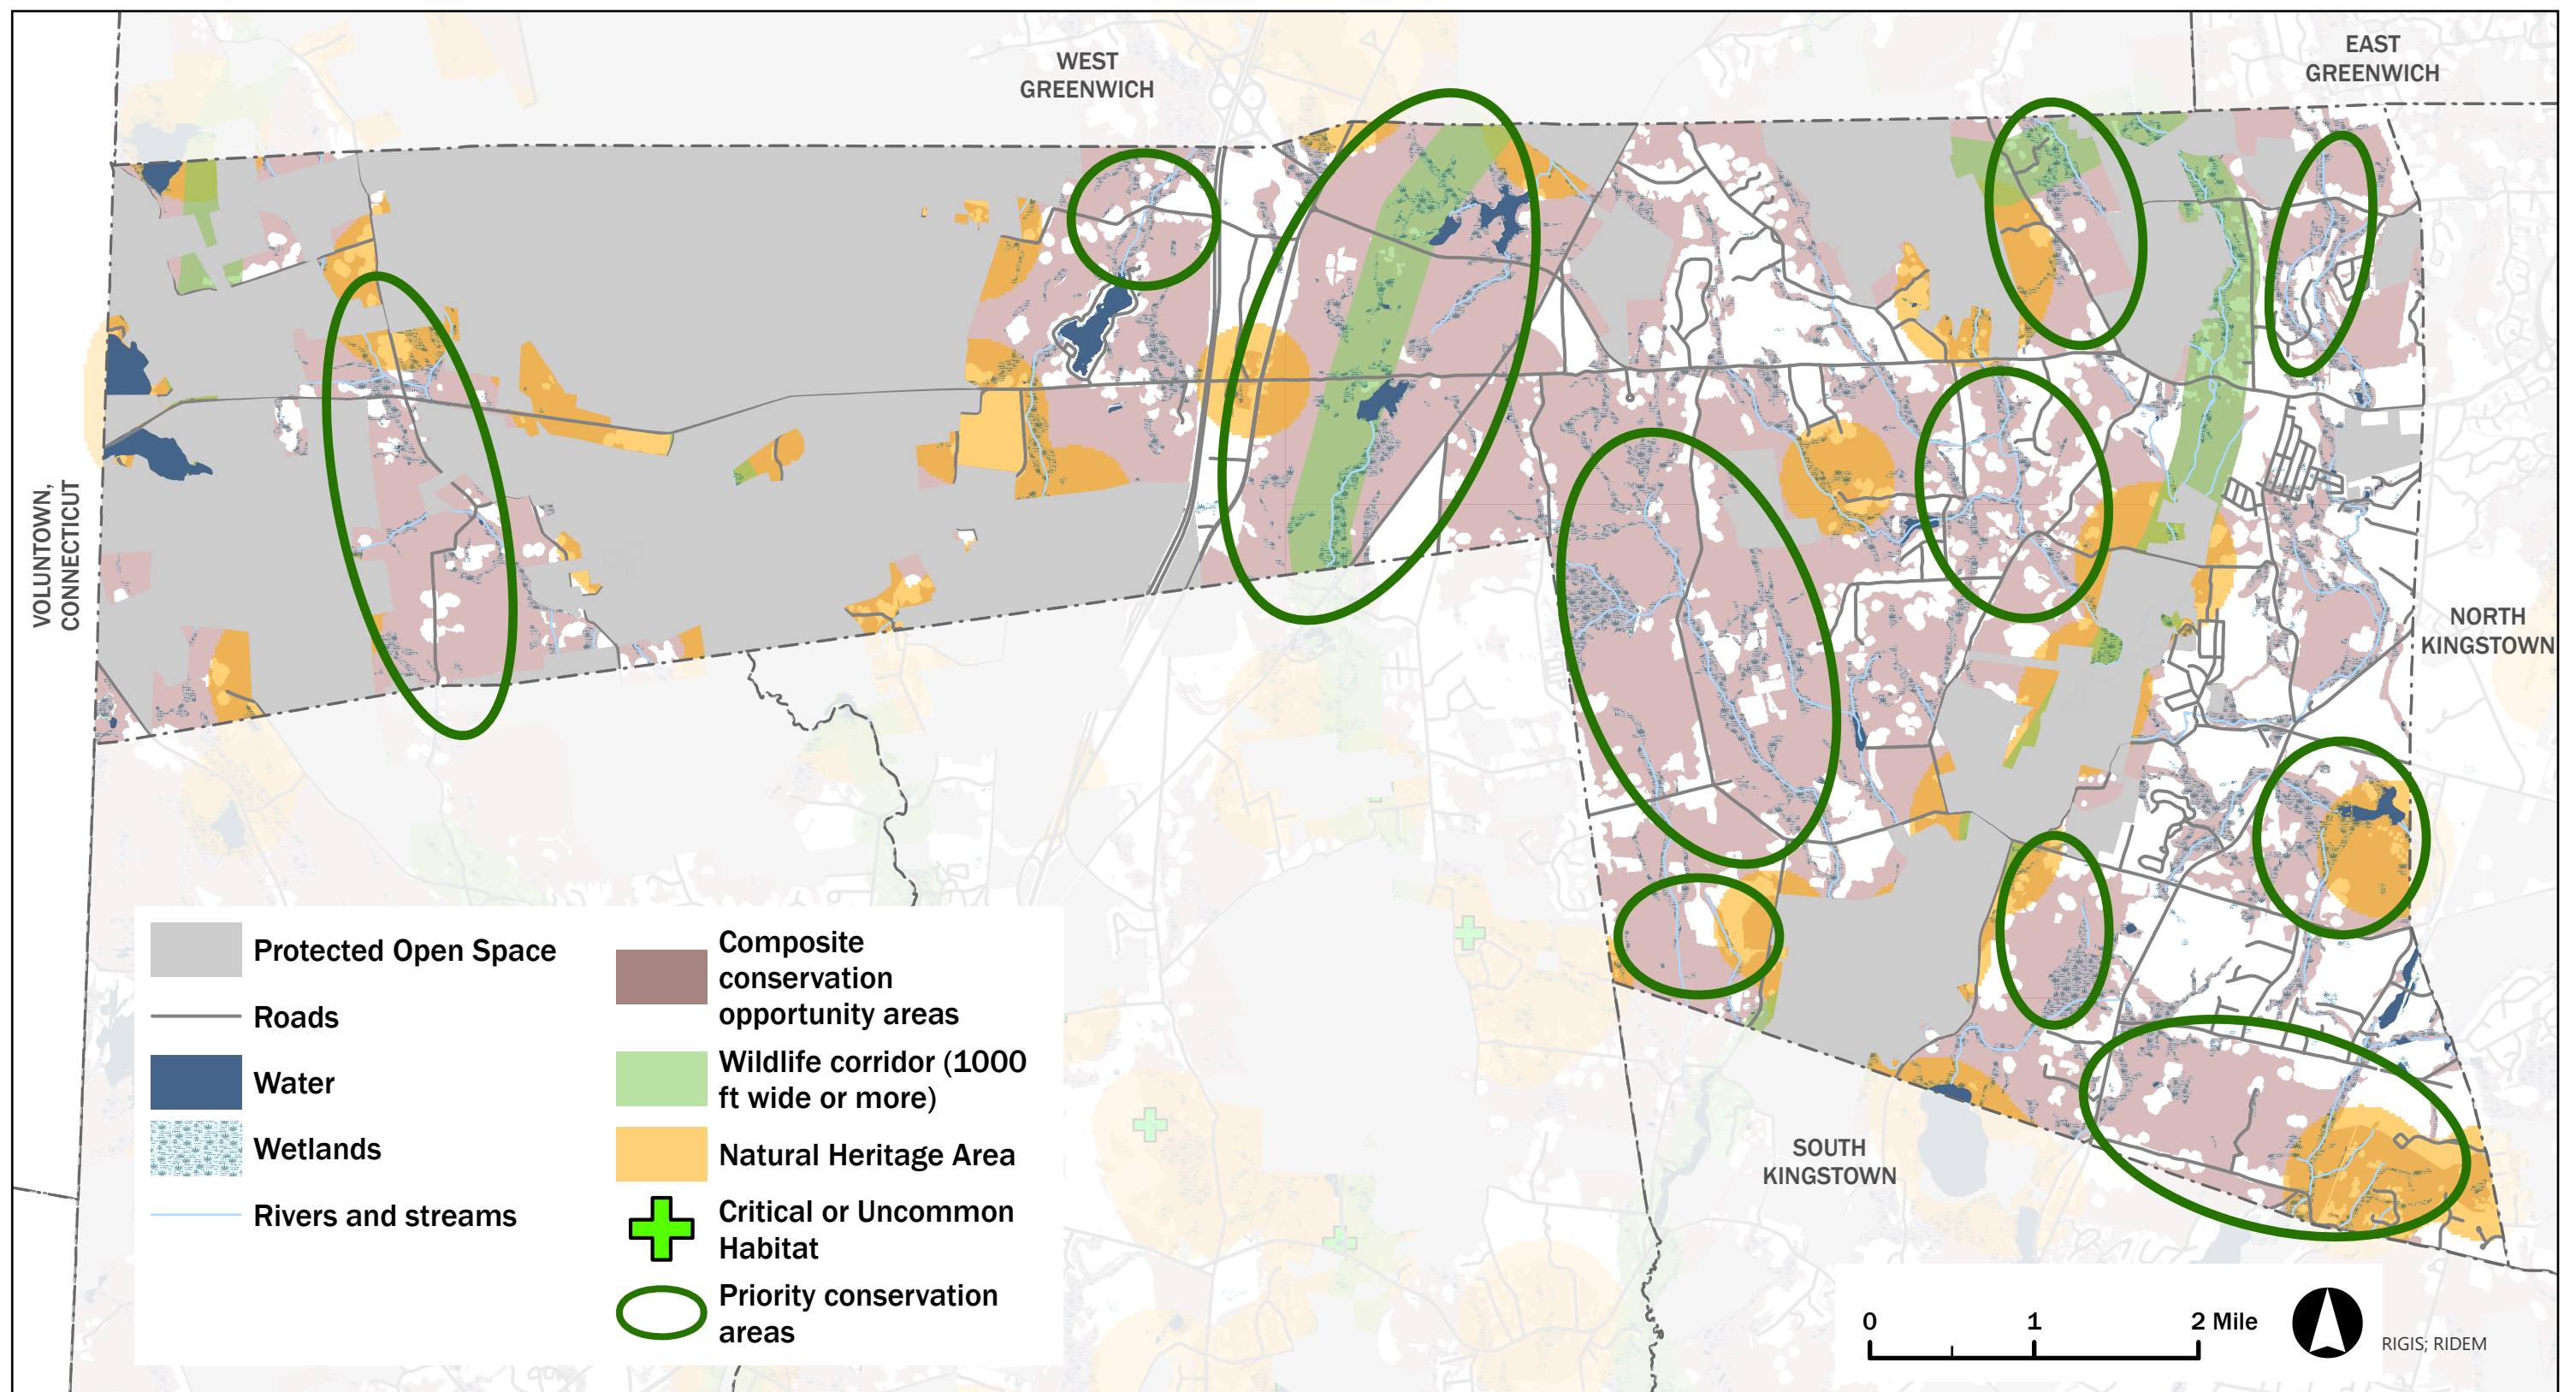 WEST
GREENWICH
EAST
GREENWICH
VOLUNTOWN,
CONNECTICUT
NORTH
KINGSTOWN
SOUTH
KINGSTOWN
Protected Open Space
Roads
Water
Wetlands
Rivers and streams
Composite
conservation
opportunity areas
Wildlife corridor (1000
ft wide or more)
Natural Heritage Area
Critical or Uncommon
Habitat
Priority conservation
areas
0 1 2 Mile
RIGIS; RIDEM